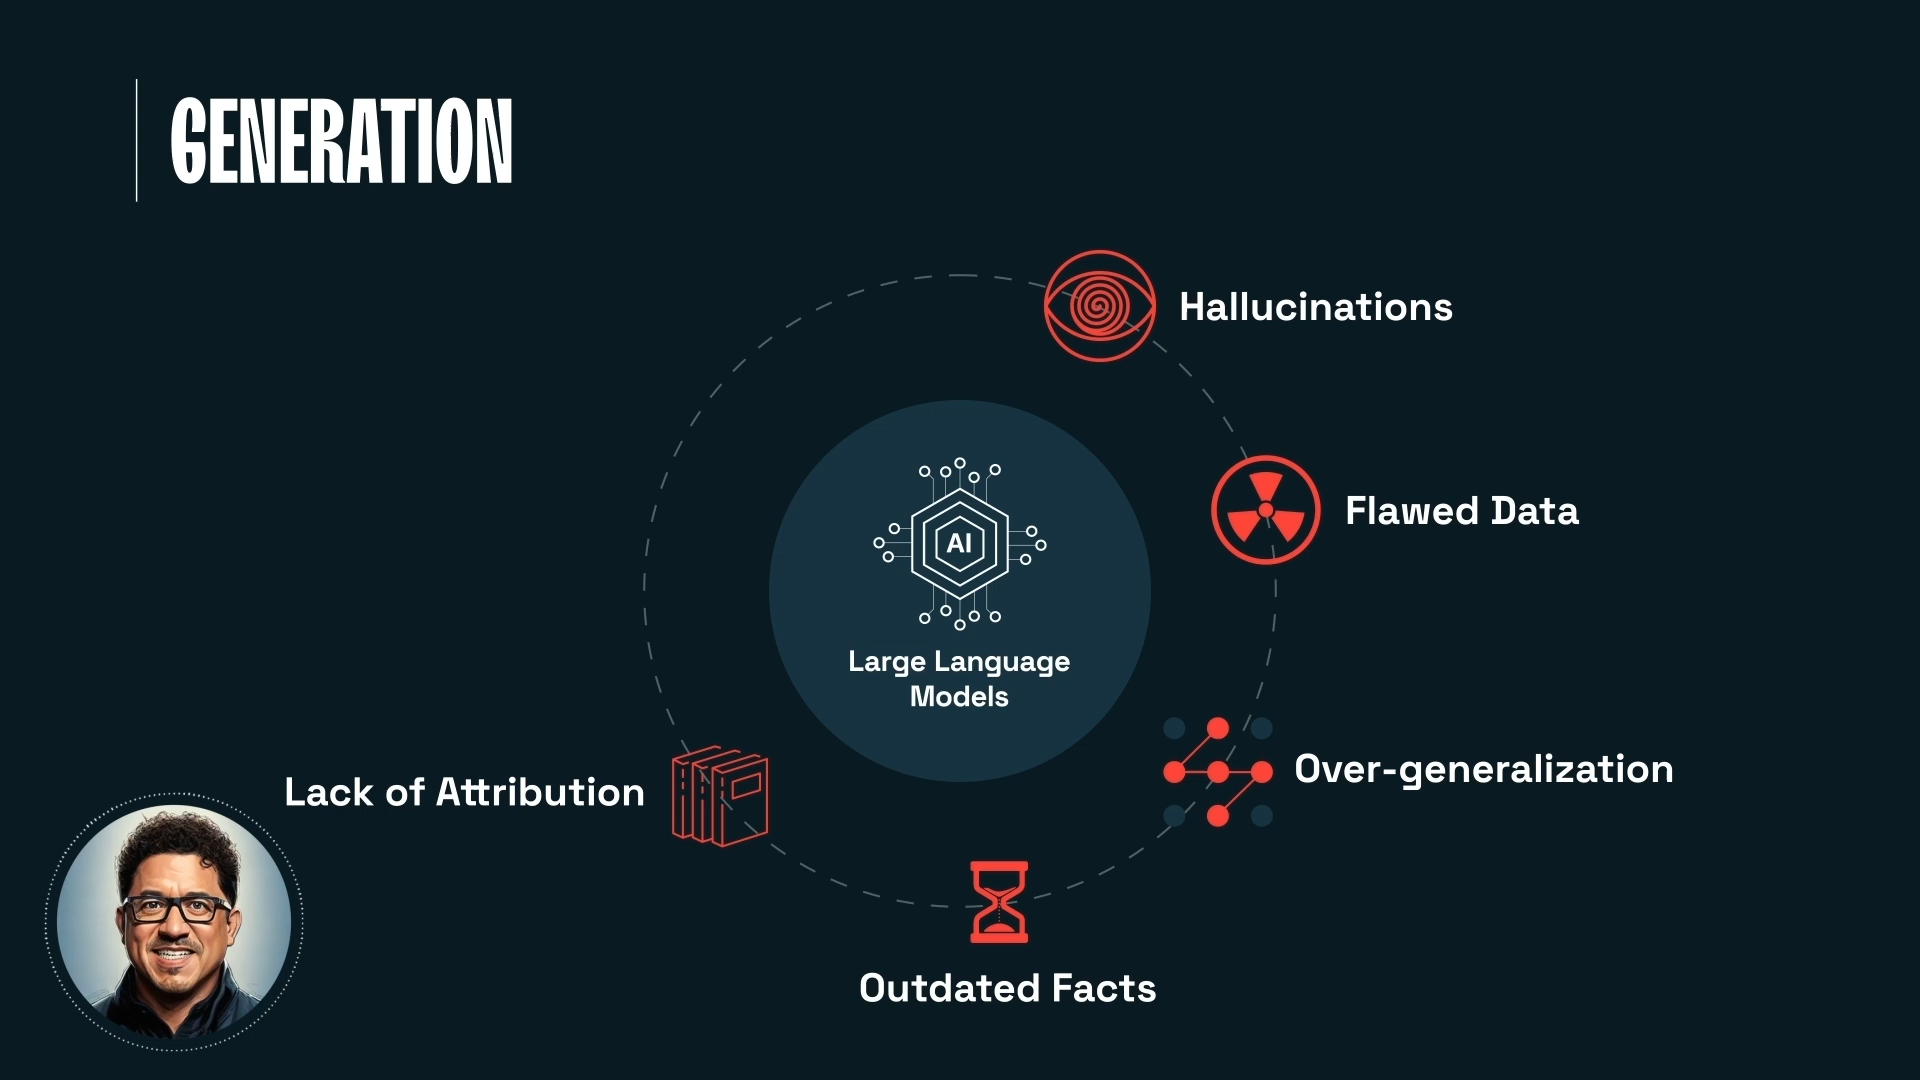 GENERATION
Hallucinations
Flawed Data
AI
Large Language
Models
Over-generalization
Lack of Attribution
Outdated Facts